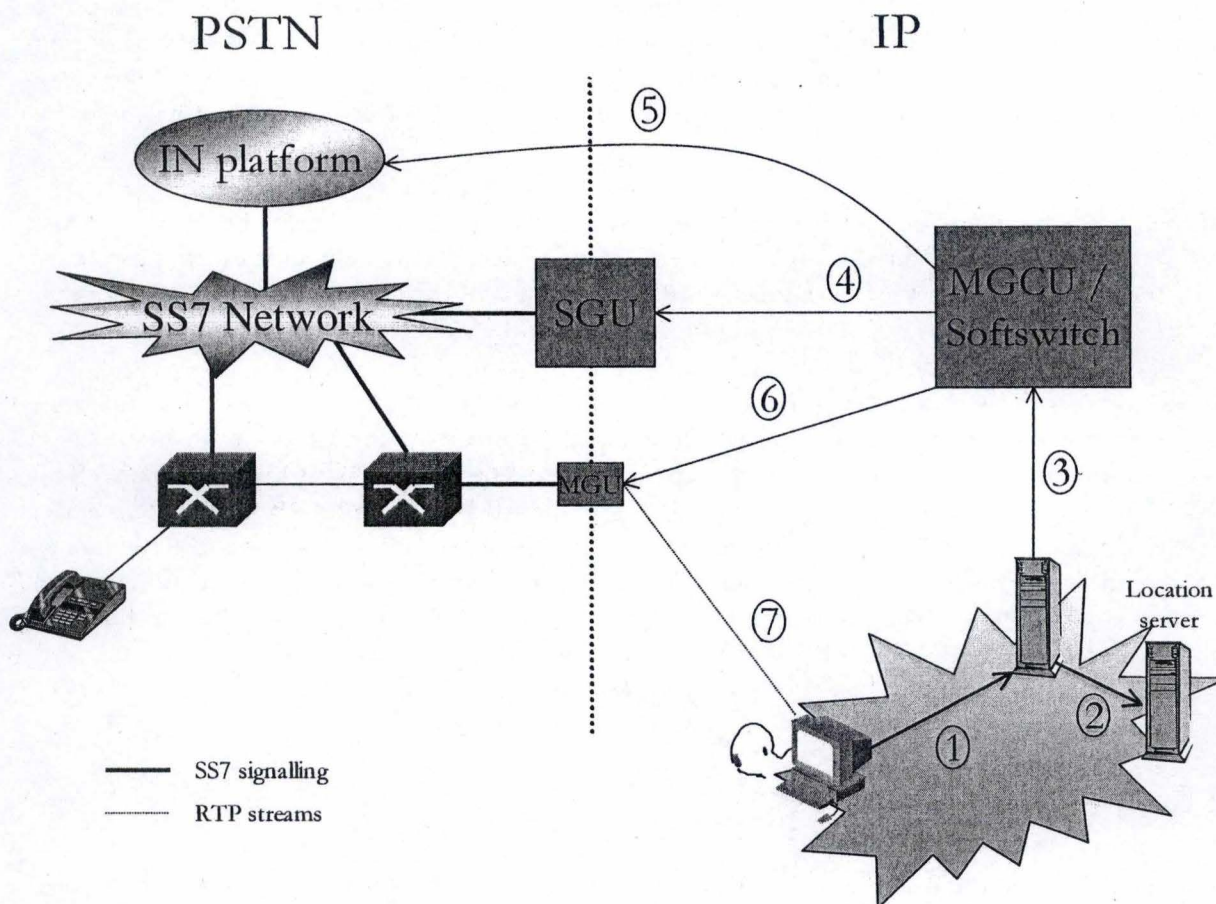 PSTN
IP
⑤
IN platform
④
MGCU /
Softswitch
SGU
SS7 Network
⑥
③
MGU
Location
server
⑦
②
①
SS7 signalling
RTP streams